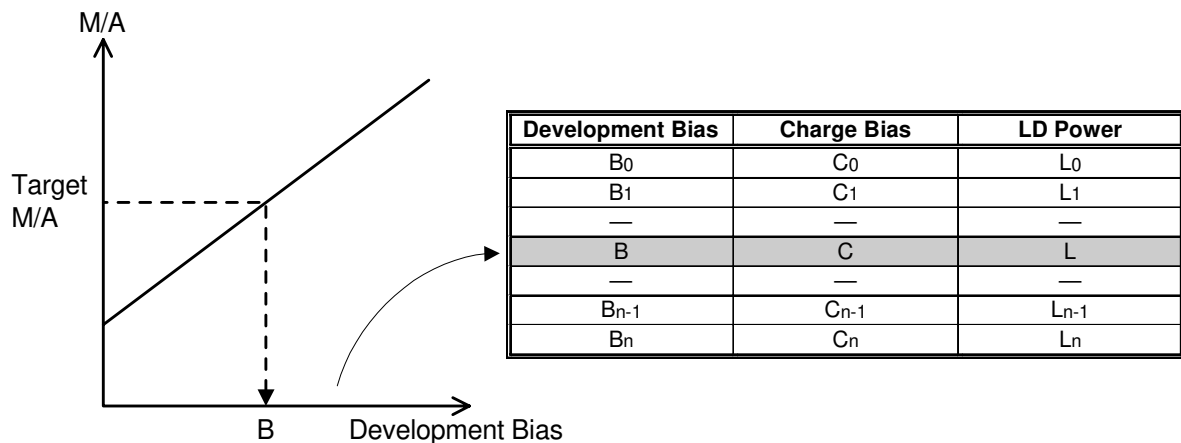 M/A
Target
M/A
B
Development Bias
Development Bias Charge Bias LD Power
B0 C0 L0
B1 C1 L1
— — —
B C L
— — —
Bn-1 Cn-1 Ln-1
Bn Cn Ln